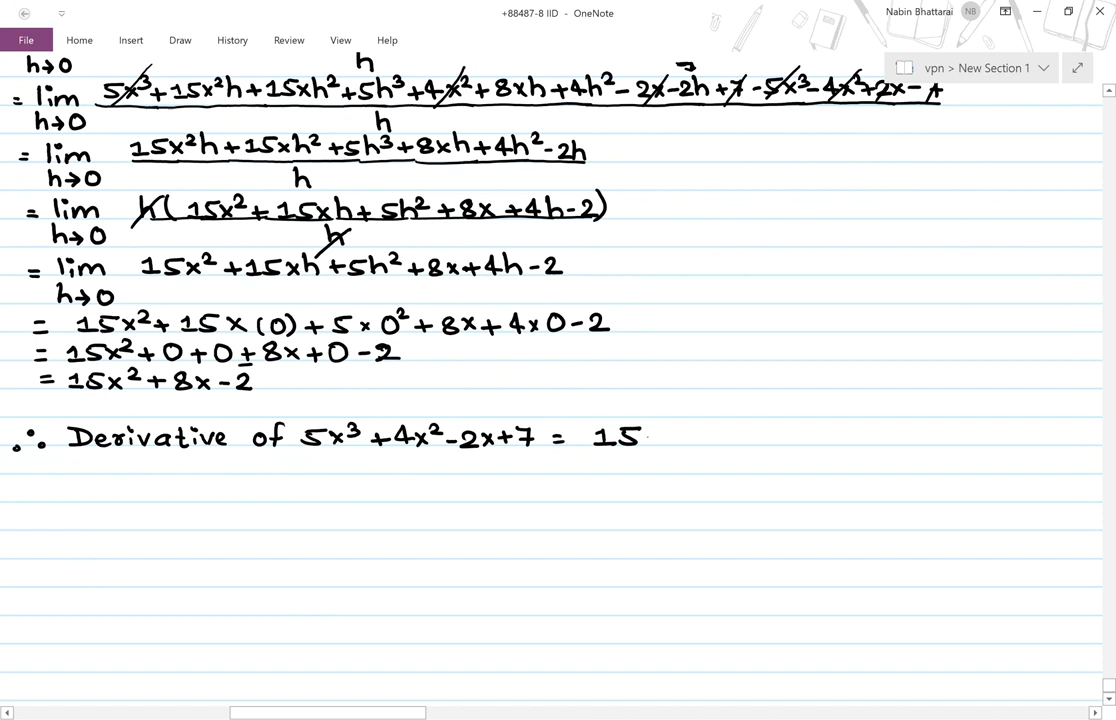 +88487-8 IID - OneNote
Nabin Bhattarai NB
File Home Insert Draw History Review View Help
vpn > New Section 1
h→0 h
= lim 5x³+15x²h+15xh²+5h³+4x²+8xh+4h²-2x-2h+7-5x³-4x²+2x-7
h→0 h
= lim 15x²h+15xh²+5h³+8xh+4h²-2h
h→0 h
= lim h(15x²+15xh+5h²+8x+4h-2)
h→0 h
= lim 15x²+15xh+5h²+8x+4h-2
h→0
= 15x²+15x(0)+5×0²+8x+4×0-2
= 15x²+0+0+8x+0-2
= 15x²+8x-2
∴ Derivative of 5x³+4x²-2x+7 = 15